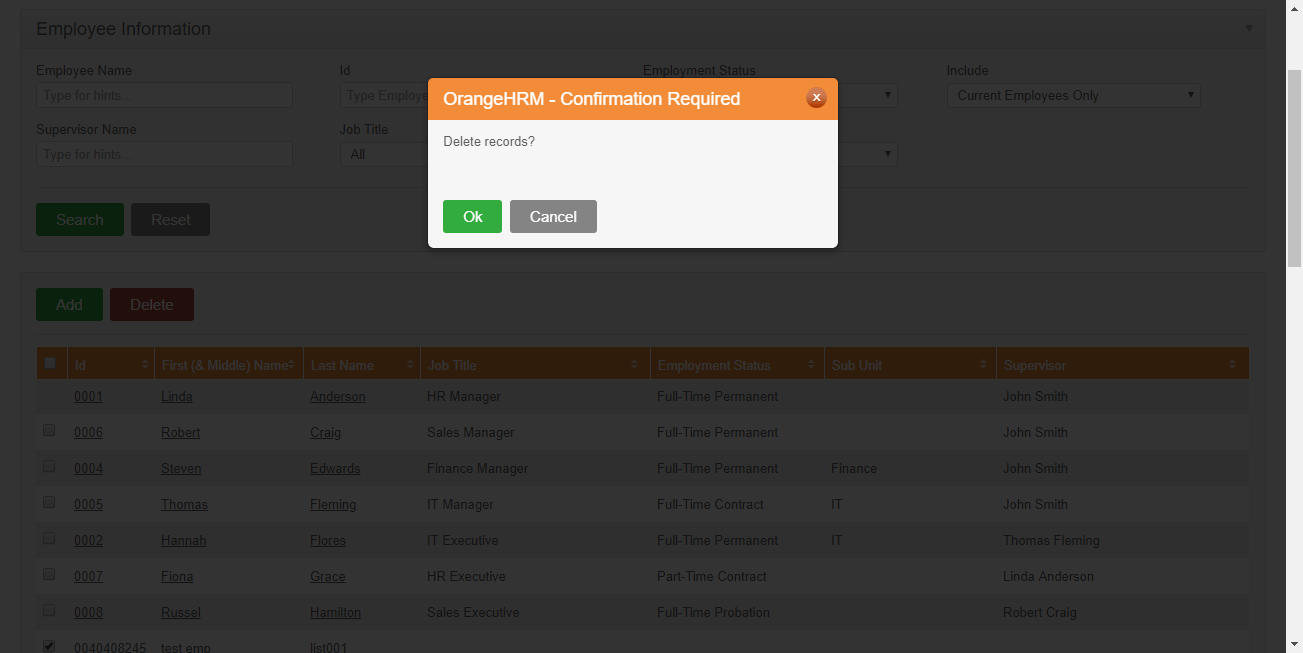 Employee Information
Employee Name Id Employment Status Include
Type for hints... Type Employe Current Employees Only
Supervisor Name Job Title
Type for hints... All
OrangeHRM - Confirmation Required x
Delete records?
Ok Cancel
Search Reset
Add Delete
Id First (& Middle) Name Last Name Job Title Employment Status Sub Unit Supervisor
0001 Linda Anderson HR Manager Full-Time Permanent John Smith
0006 Robert Craig Sales Manager Full-Time Permanent John Smith
0004 Steven Edwards Finance Manager Full-Time Permanent Finance John Smith
0005 Thomas Fleming IT Manager Full-Time Contract IT John Smith
0002 Hannah Flores IT Executive Full-Time Permanent IT Thomas Fleming
0007 Fiona Grace HR Executive Part-Time Contract Linda Anderson
0008 Russel Hamilton Sales Executive Full-Time Probation Robert Craig
0040408245 test emp list001